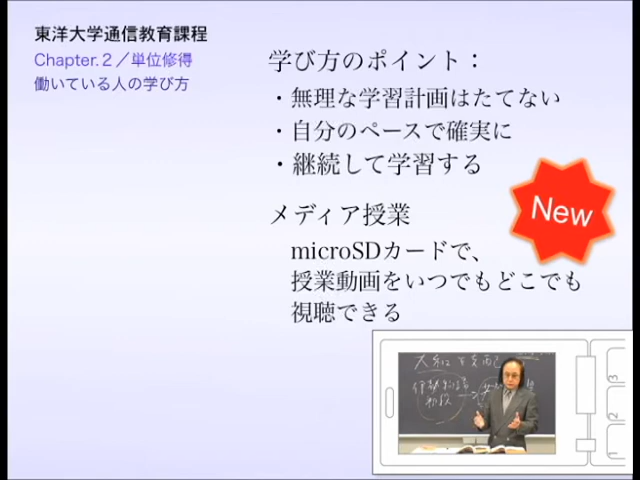 東洋大学通信教育課程
Chapter.2／単位修得
働いている人の学び方
学び方のポイント：
・無理な学習計画はたてない
・自分のペースで確実に
・継続して学習する
メディア授業
New
microSDカードで、
授業動画をいつでもどこでも
視聴できる
3
2
1